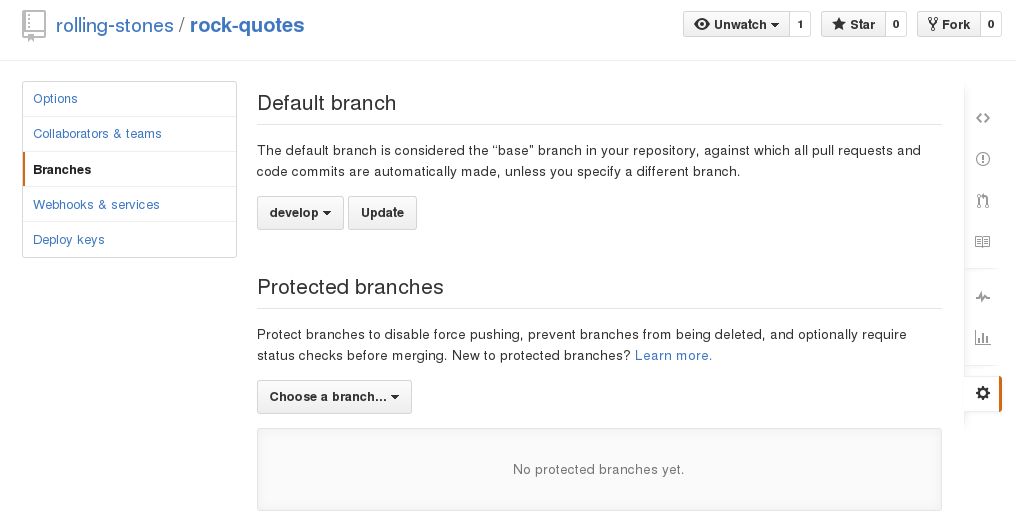 rolling-stones / rock-quotes
Unwatch 1 Star 0 Fork 0
Options
Collaborators & teams
Branches
Webhooks & services
Deploy keys
Default branch
The default branch is considered the “base” branch in your repository, against which all pull requests and
code commits are automatically made, unless you specify a different branch.
develop Update
Protected branches
Protect branches to disable force pushing, prevent branches from being deleted, and optionally require
status checks before merging. New to protected branches? Learn more.
Choose a branch...
No protected branches yet.